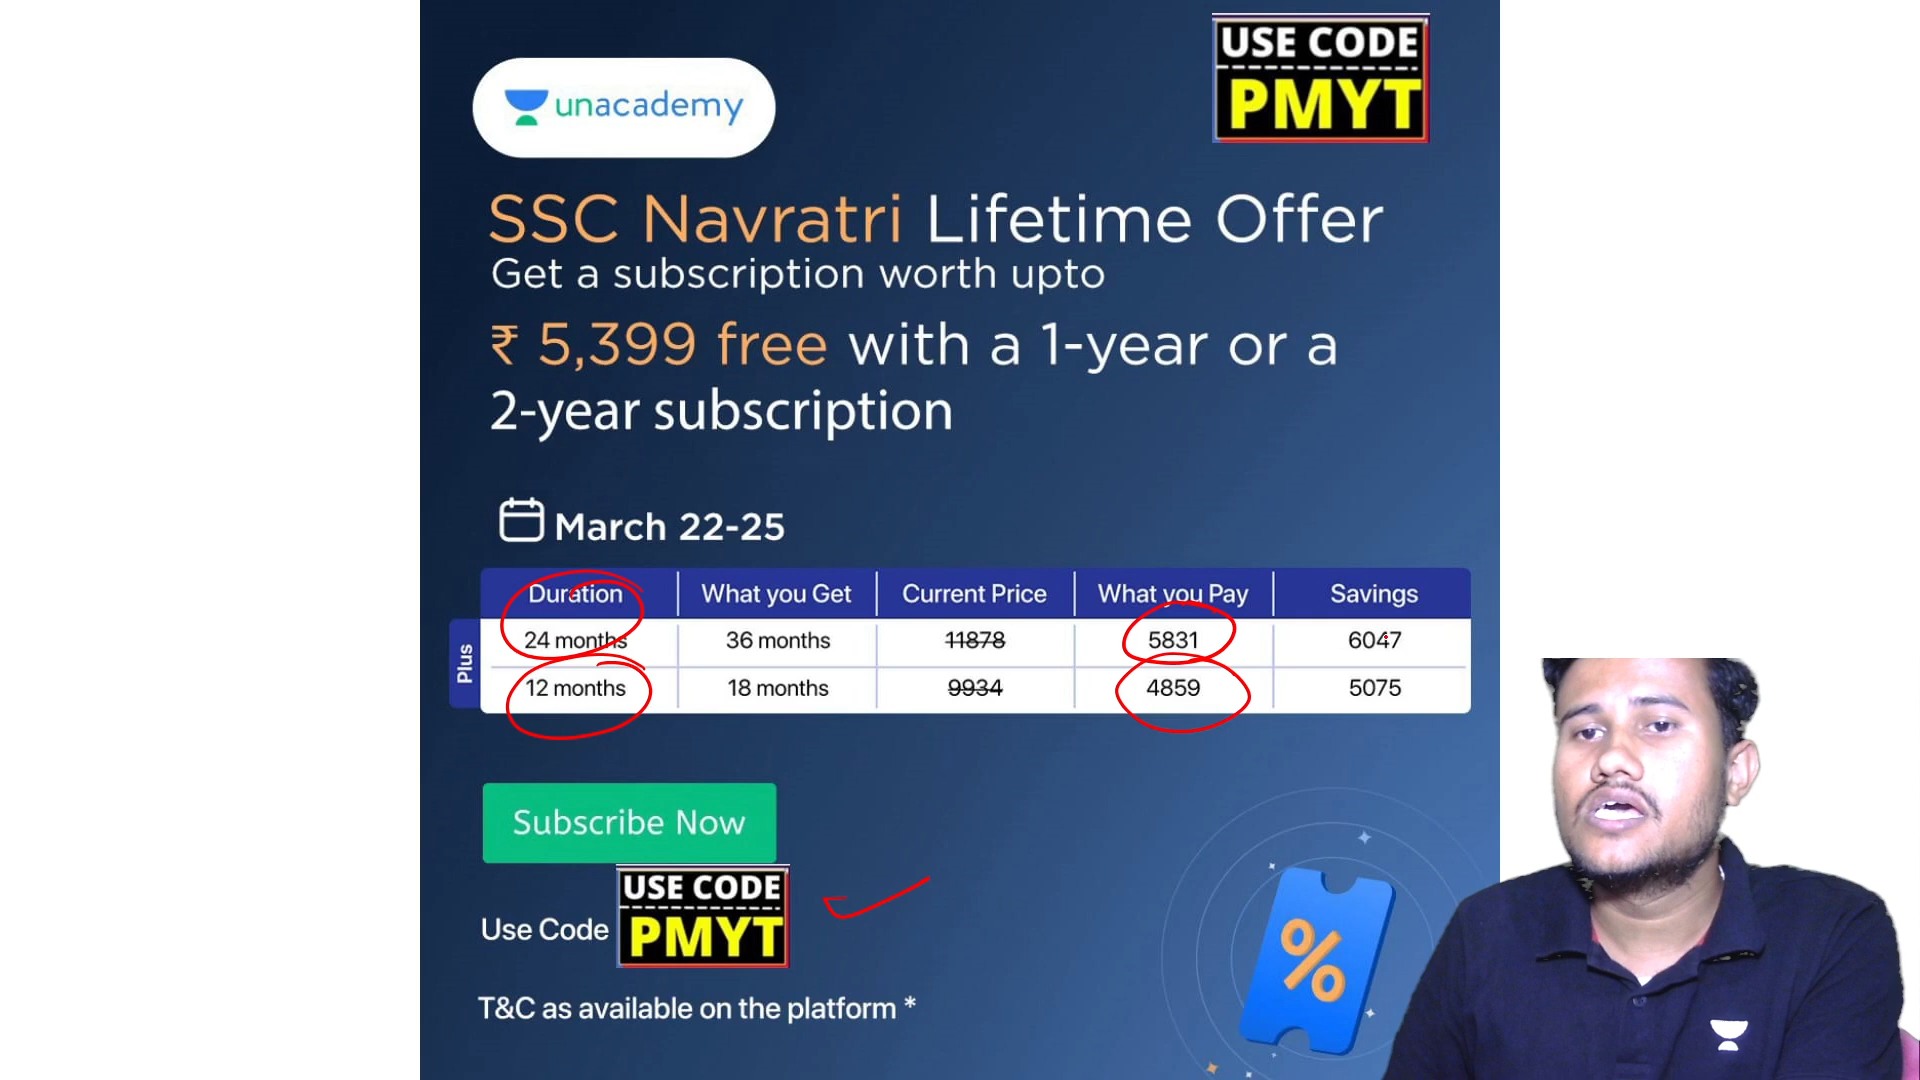 USE CODE
PMYT
unacademy
SSC Navratri Lifetime Offer
Get a subscription worth upto
₹ 5,399 free with a 1-year or a
2-year subscription
March 22-25
Duration What you Get Current Price What you Pay Savings
Plus
24 months 36 months 11878 5831 6047
12 months 18 months 9934 4859 5075
Subscribe Now
Use Code
USE CODE
PMYT
T&C as available on the platform *
%